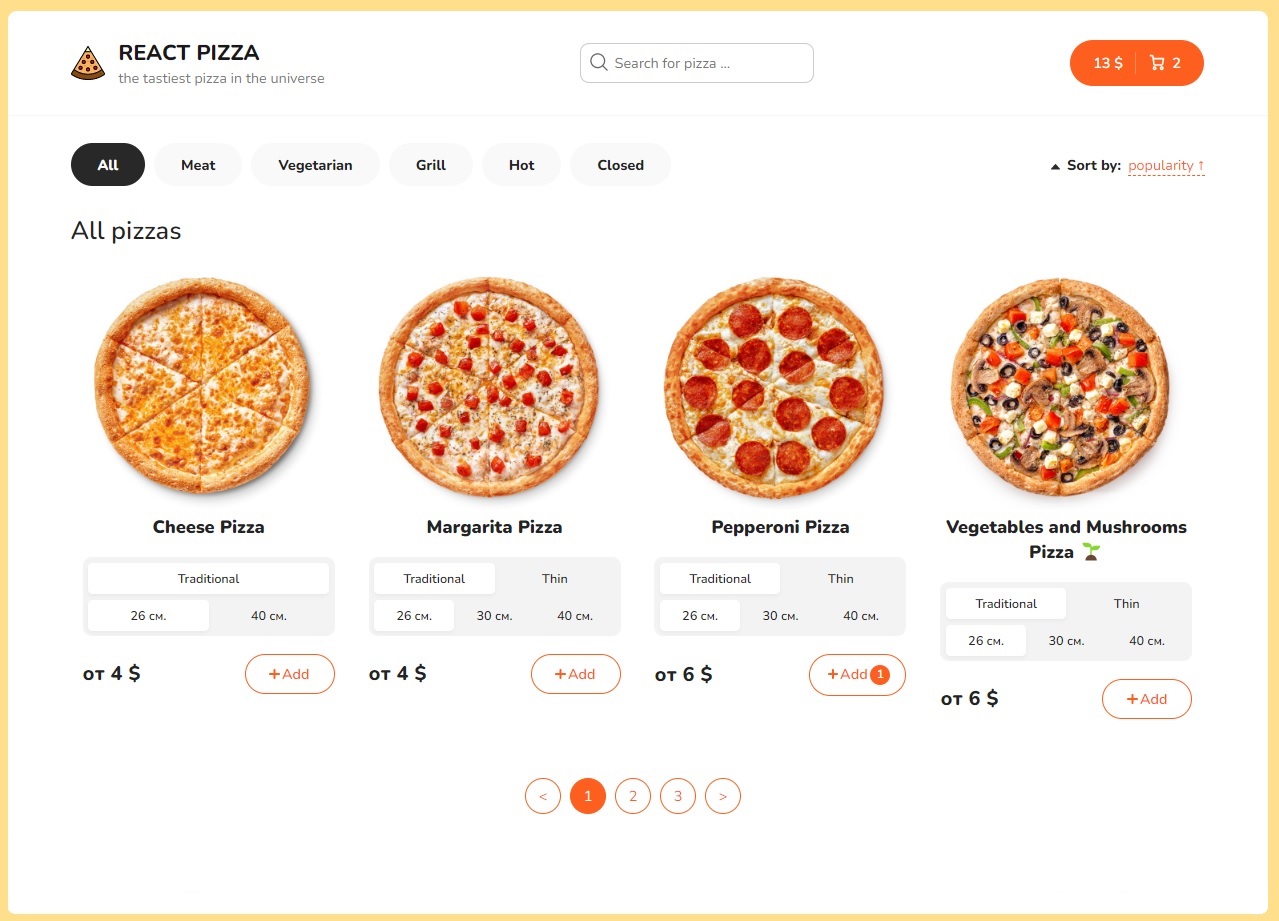 REACT PIZZA
the tastiest pizza in the universe
Search for pizza ...
13 $ 2
All Meat Vegetarian Grill Hot Closed
Sort by: popularity ↑
All pizzas
Cheese Pizza
Traditional
26 см. 40 см.
от 4 $ +Add
Margarita Pizza
Traditional Thin
26 см. 30 см. 40 см.
от 4 $ +Add
Pepperoni Pizza
Traditional Thin
26 см. 30 см. 40 см.
от 6 $ +Add 1
Vegetables and Mushrooms
Pizza 🌱
Traditional Thin
26 см. 30 см. 40 см.
от 6 $ +Add
< 1 2 3 >